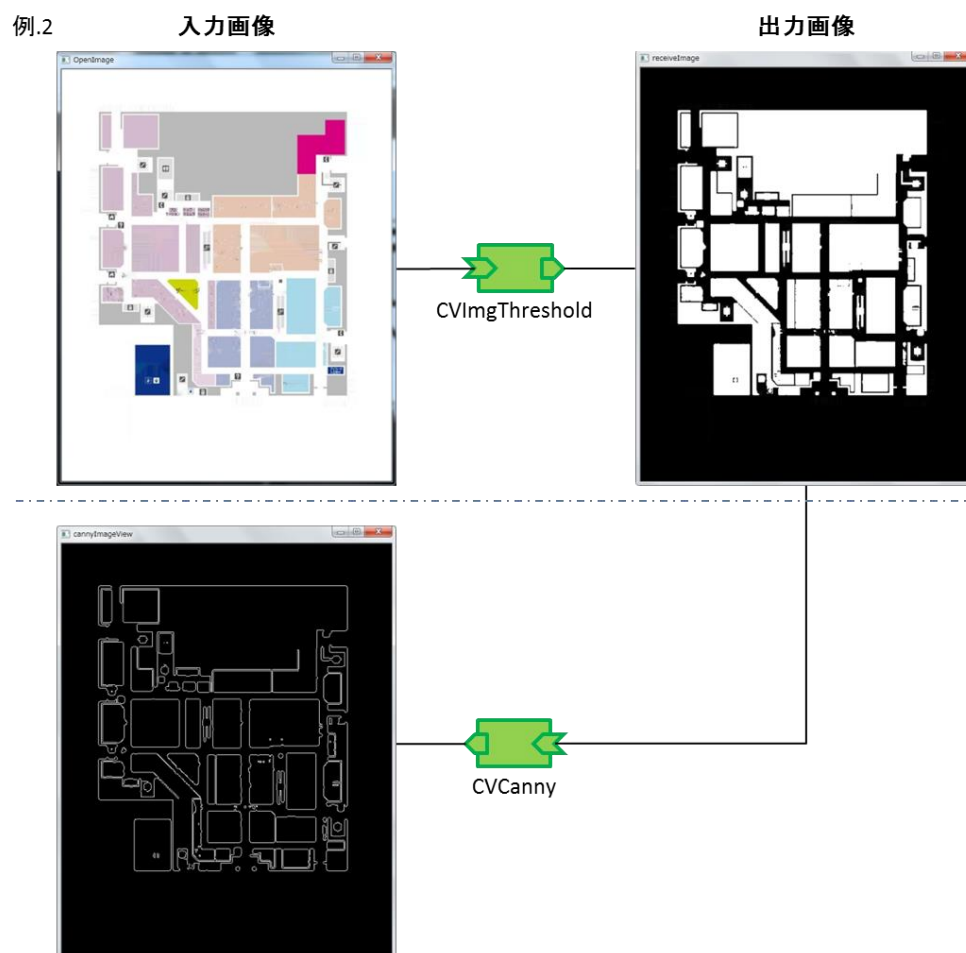 例.2
入力画像
出力画像
OpenImage
receiveImage
CVImgThreshold
cannyImageView
CVCanny